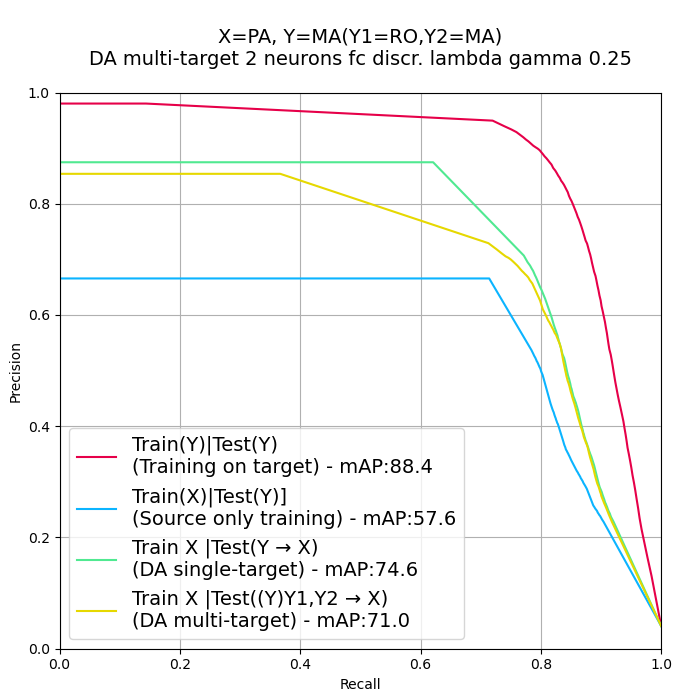 X=PA, Y=MA(Y1=RO,Y2=MA)
DA multi-target 2 neurons fc discr. lambda gamma 0.25
1.0
0.8
0.6
0.4
0.2
0.0
Precision
Train(Y)|Test(Y)
(Training on target) - mAP:88.4
Train(X)|Test(Y)]
(Source only training) - mAP:57.6
Train X |Test(Y → X)
(DA single-target) - mAP:74.6
Train X |Test((Y)Y1,Y2 → X)
(DA multi-target) - mAP:71.0
0.0 0.2 0.4 0.6 0.8 1.0
Recall